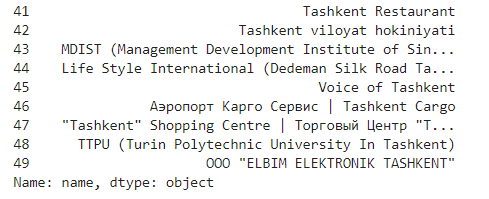 41 Tashkent Restaurant
42 Tashkent viloyat hokiniyati
43 MDIST (Management Development Institute of Sin...
44 Life Style International (Dedeman Silk Road Ta...
45 Voice of Tashkent
46 Аэропорт Карго Сервис | Tashkent Cargo
47 "Tashkent" Shopping Centre | Торговый Центр "T...
48 TTPU (Turin Polytechnic University In Tashkent)
49 ООО "ELBIM ELEKTRONIK TASHKENT"
Name: name, dtype: object